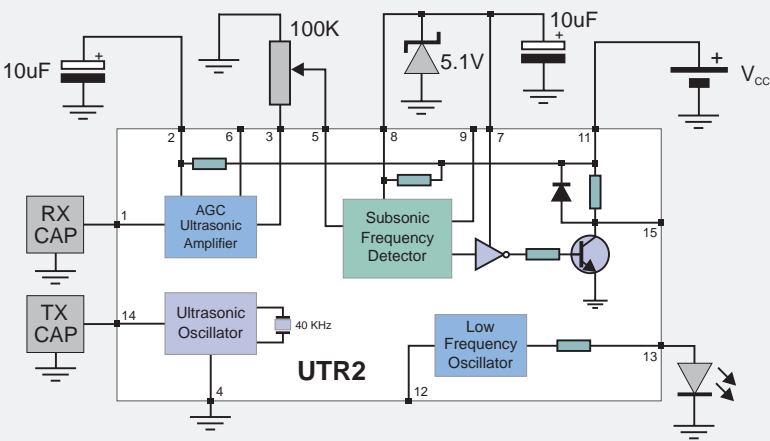 10uF
+
100K
5.1V
10uF
+
+
V_CC
2
6
3
5
8
9
7
11
RX
CAP
1
AGC
Ultrasonic
Amplifier
Subsonic
Frequency
Detector
15
TX
CAP
14
Ultrasonic
Oscillator
40 KHz
Low
Frequency
Oscillator
13
UTR2
4
12